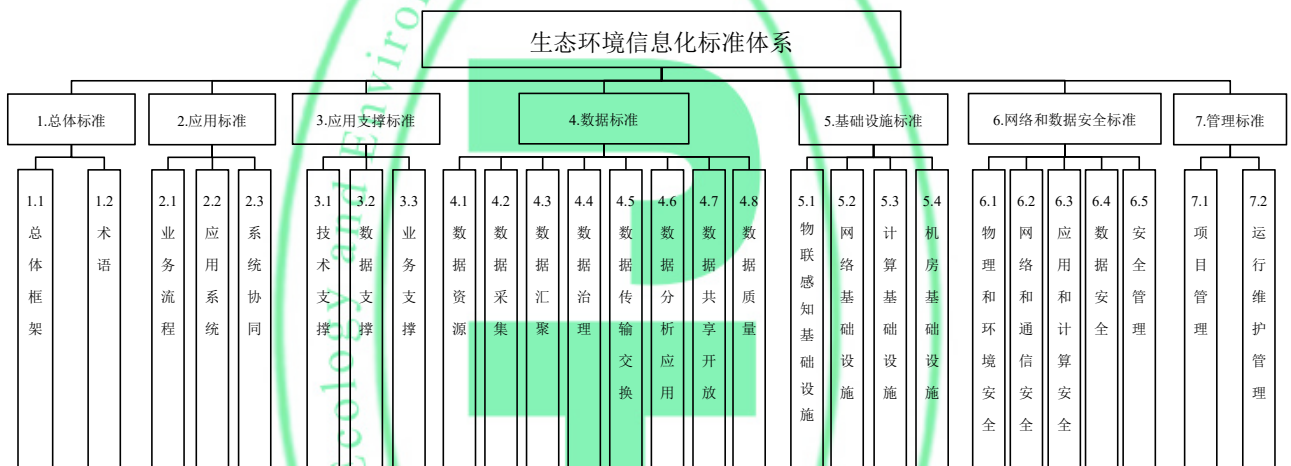 生态环境信息化标准体系
1.总体标准
2.应用标准
3.应用支撑标准
4.数据标准
5.基础设施标准
6.网络和数据安全标准
7.管理标准
1.1总体框架
1.2术语
2.1业务流程
2.2应用系统
2.3系统协同
3.1技术支撑
3.2数据支撑
3.3业务支撑
4.1数据资源
4.2数据采集
4.3数据汇聚
4.4数据治理
4.5数据传输交换
4.6数据分析应用
4.7数据共享开放
4.8数据质量
5.1物联感知基础设施
5.2网络基础设施
5.3计算基础设施
5.4机房基础设施
6.1物理和环境安全
6.2网络和通信安全
6.3应用和计算安全
6.4数据安全
6.5安全管理
7.1项目管理
7.2运行维护管理
cology and Enviro